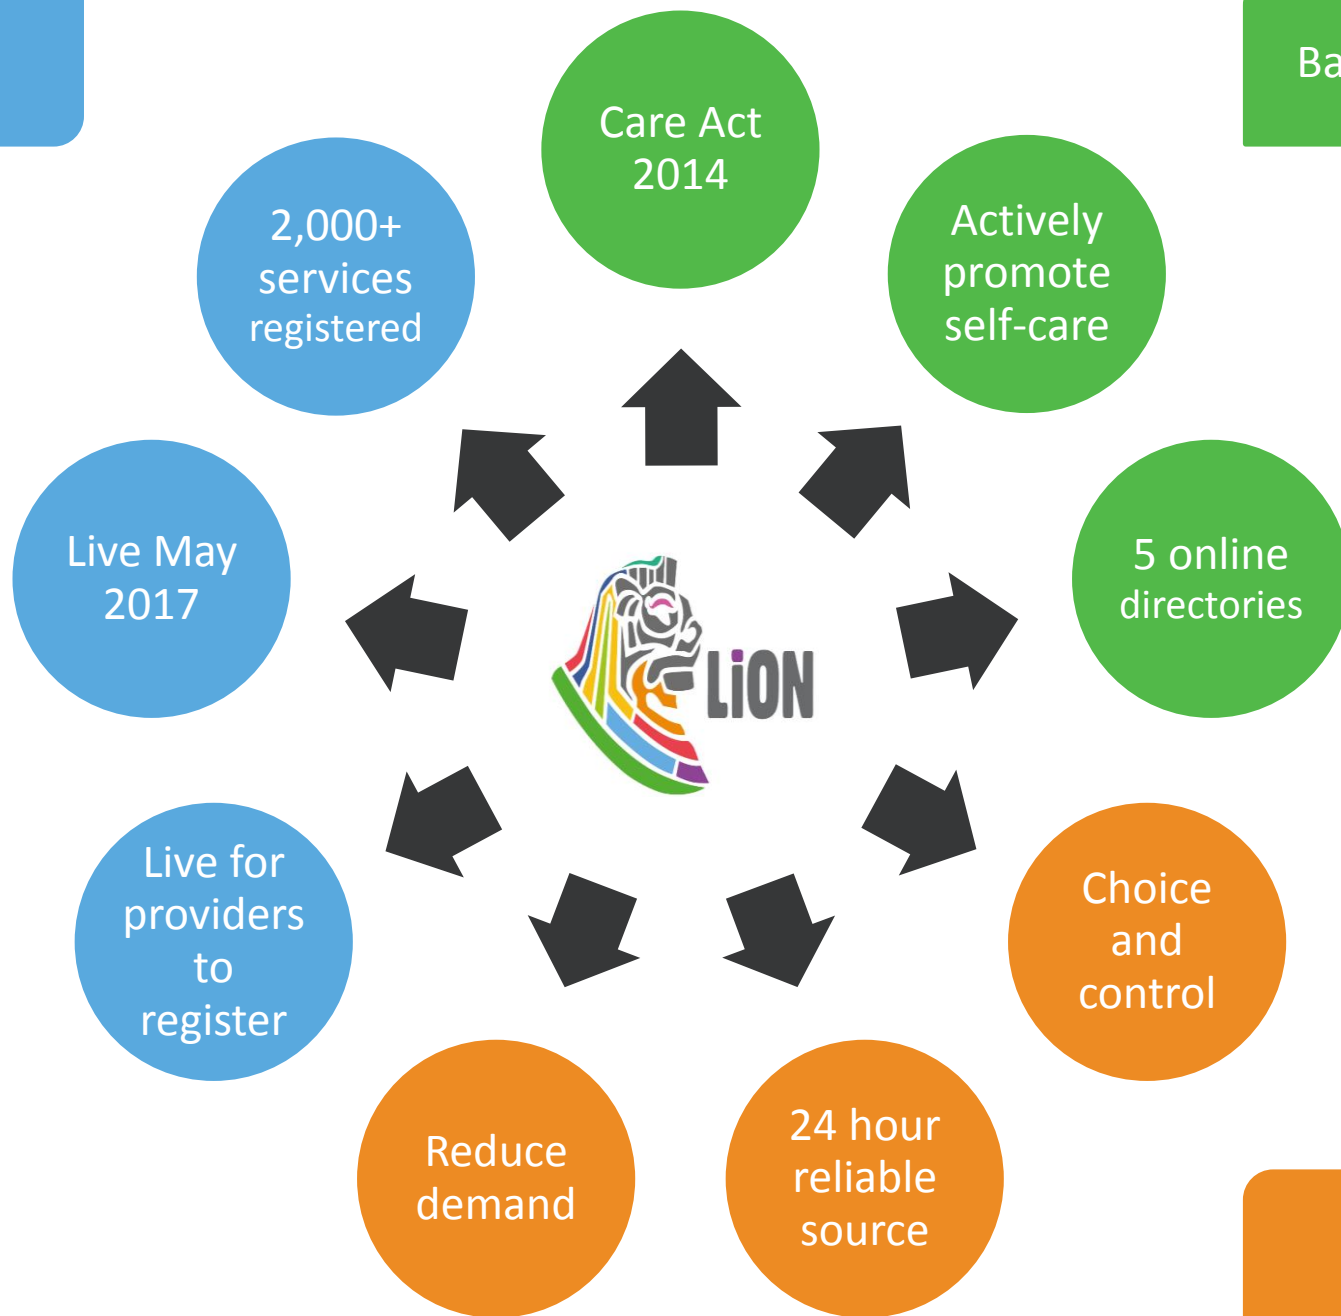 Care Act
2014
Actively
promote
self-care
5 online
directories
Choice
and
control
24 hour
reliable
source
Reduce
demand
Live for
providers
to
register
Live May
2017
2,000+
services
registered
LiON
Ba